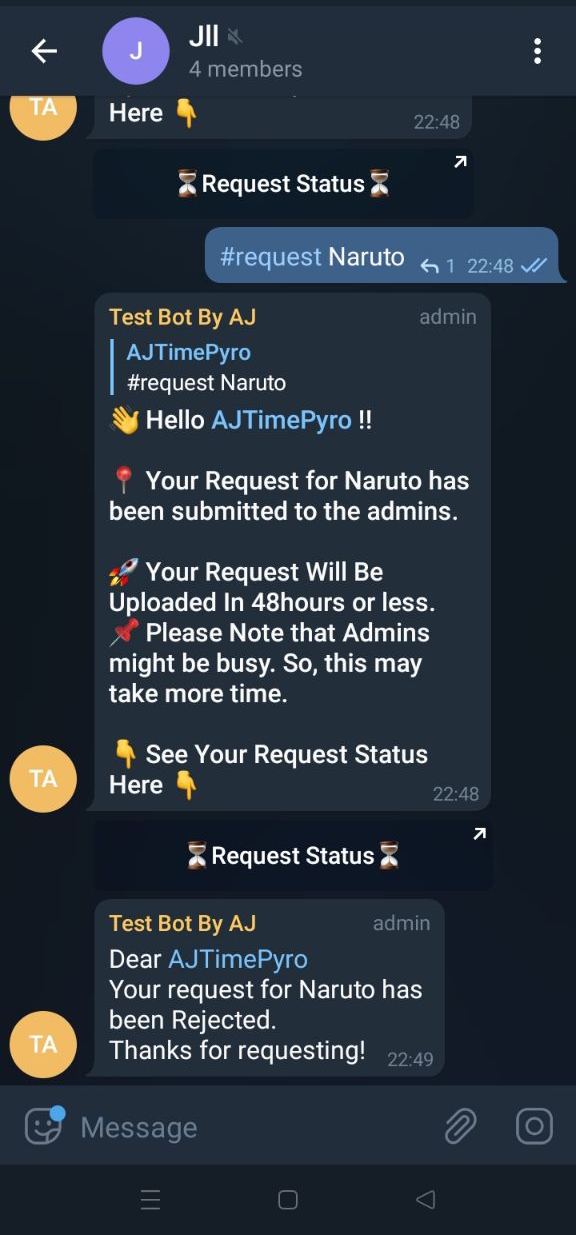 Jll
J
4 members
TA
Here 👇
22:48
⏳Request Status⏳
#request Naruto
1 22:48
Test Bot By AJ admin
AJTimePyro
#request Naruto
👋 Hello AJTimePyro !!
📍 Your Request for Naruto has
been submitted to the admins.
🚀 Your Request Will Be
Uploaded In 48hours or less.
📌 Please Note that Admins
might be busy. So, this may
take more time.
👇 See Your Request Status
Here 👇
TA
22:48
⏳Request Status⏳
Test Bot By AJ admin
Dear AJTimePyro
Your request for Naruto has
been Rejected.
Thanks for requesting!
TA
22:49
Message